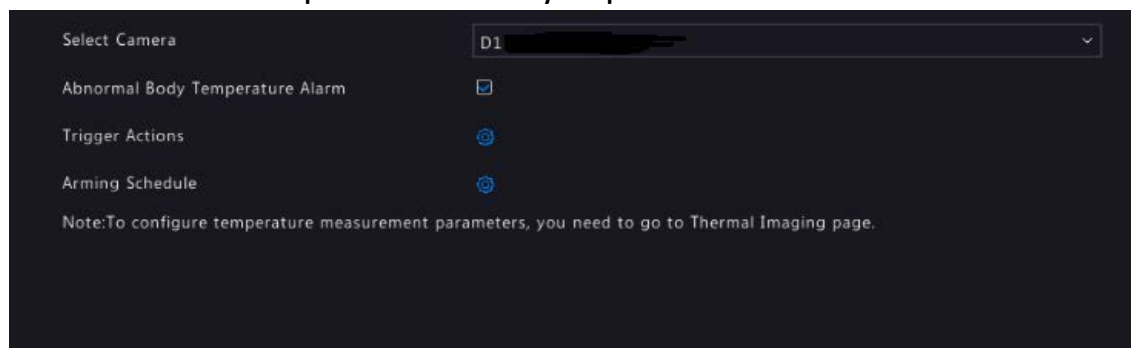 Select Camera D1
Abnormal Body Temperature Alarm
Trigger Actions
Arming Schedule
Note:To configure temperature measurement parameters, you need to go to Thermal Imaging page.